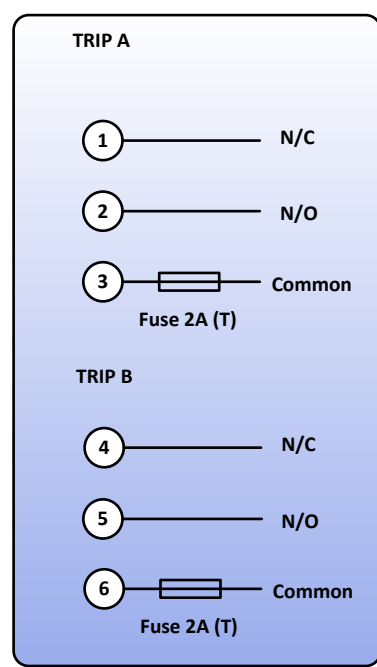 TRIP A
1 N/C
2 N/O
3 Common
Fuse 2A (T)
TRIP B
4 N/C
5 N/O
6 Common
Fuse 2A (T)